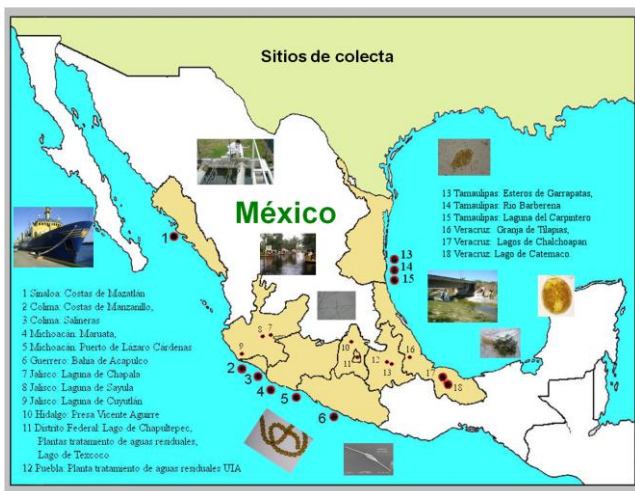 Sitios de colecta
México
13 Tamaulipas: Esteros de Garrapatas,
14 Tamaulipas: Rio Barberena
15 Tamaulipas: Laguna del Carpintero
16 Veracruz: Granja de Tilapias,
17 Veracruz: Lagos de Chalchoapan
18 Veracruz: Lago de Catemaco.
1
13
14
15
1 Sinaloa: Costas de Mazatlán
2 Colima: Costas de Manzanillo,
3 Colima: Salineras
4 Michoacán: Maruata,
5 Michoacán: Puerto de Lázaro Cárdenas
6 Guerrero: Bahia de Acapulco
7 Jalisco: Laguna de Chapala
8 Jalisco: Laguna de Sayula
9 Jalisco: Laguna de Cuyutlán
10 Hidalgo: Presa Vicente Aguirre
11 Distrito Federal: Lago de Chapultepec,
Plantas tratamiento de aguas residuales,
Lago de Texcoco
12 Puebla: Planta tratamiento de aguas residuales UIA
8 7
9
10
11
12
13
16
17
18
2
3
4
5
6